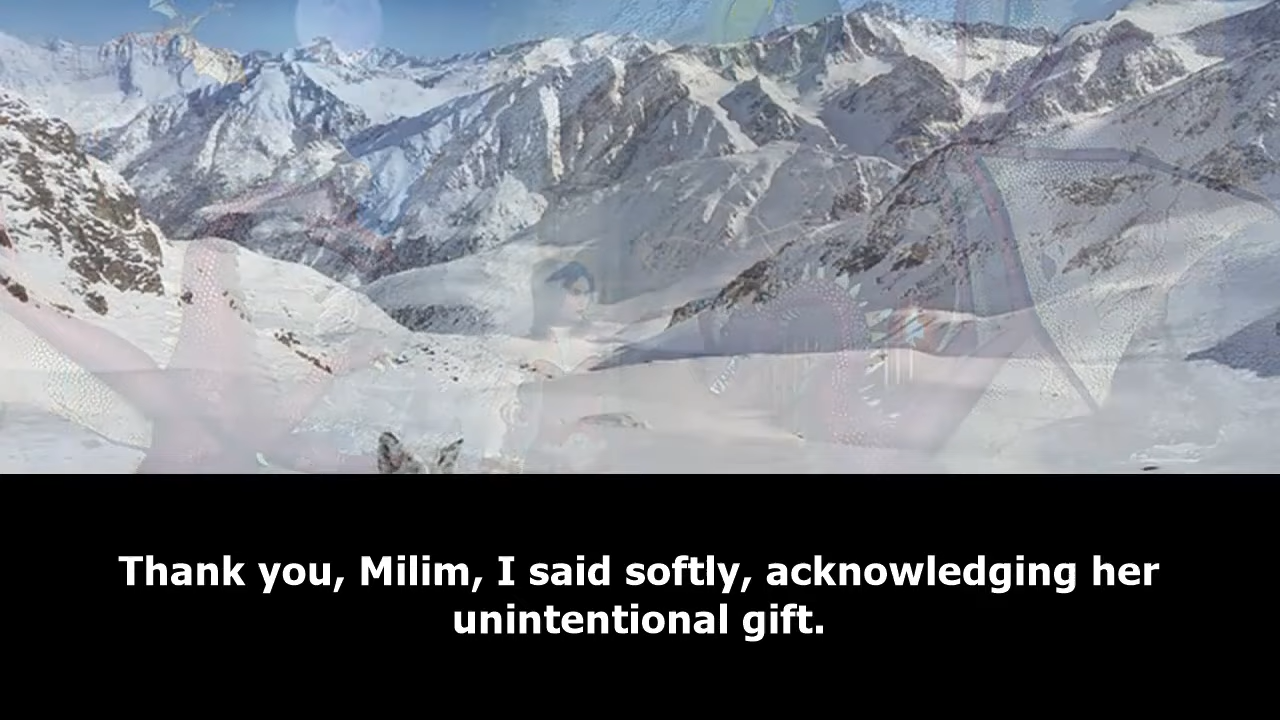 Thank you, Milim, I said softly, acknowledging her
unintentional gift.